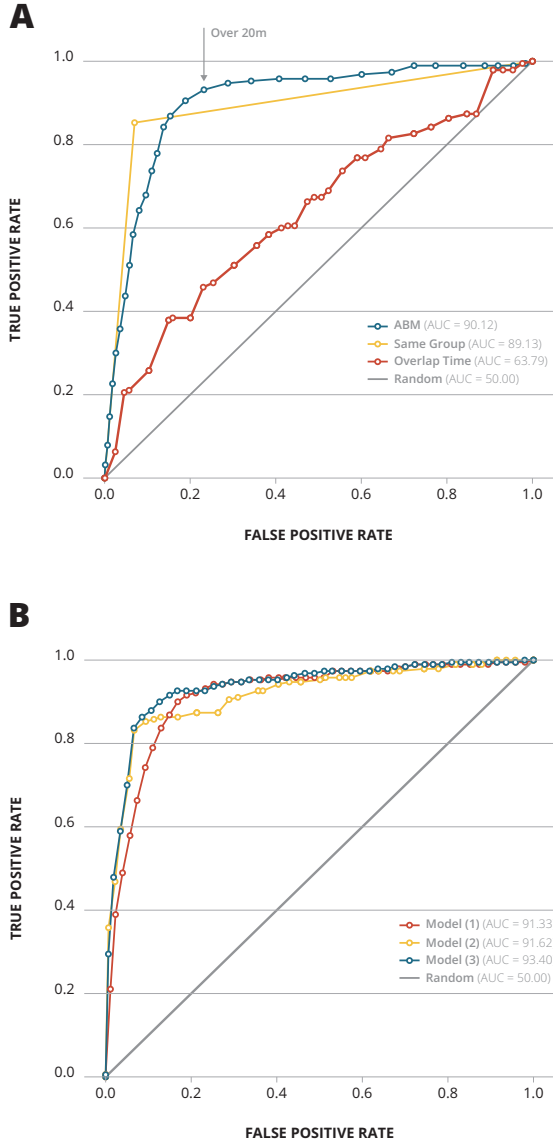 A
Over 20m
1.0
0.8
0.6
0.4
0.2
0.0
TRUE POSITIVE RATE
ABM (AUC = 90.12)
Same Group (AUC = 89.13)
Overlap Time (AUC = 63.79)
Random (AUC = 50.00)
0.0 0.2 0.4 0.6 0.8 1.0
FALSE POSITIVE RATE
B
1.0
0.8
0.6
0.4
0.2
0.0
TRUE POSITIVE RATE
Model (1) (AUC = 91.33
Model (2) (AUC = 91.62
Model (3) (AUC = 93.40
Random (AUC = 50.00)
0.0 0.2 0.4 0.6 0.8 1.0
FALSE POSITIVE RATE